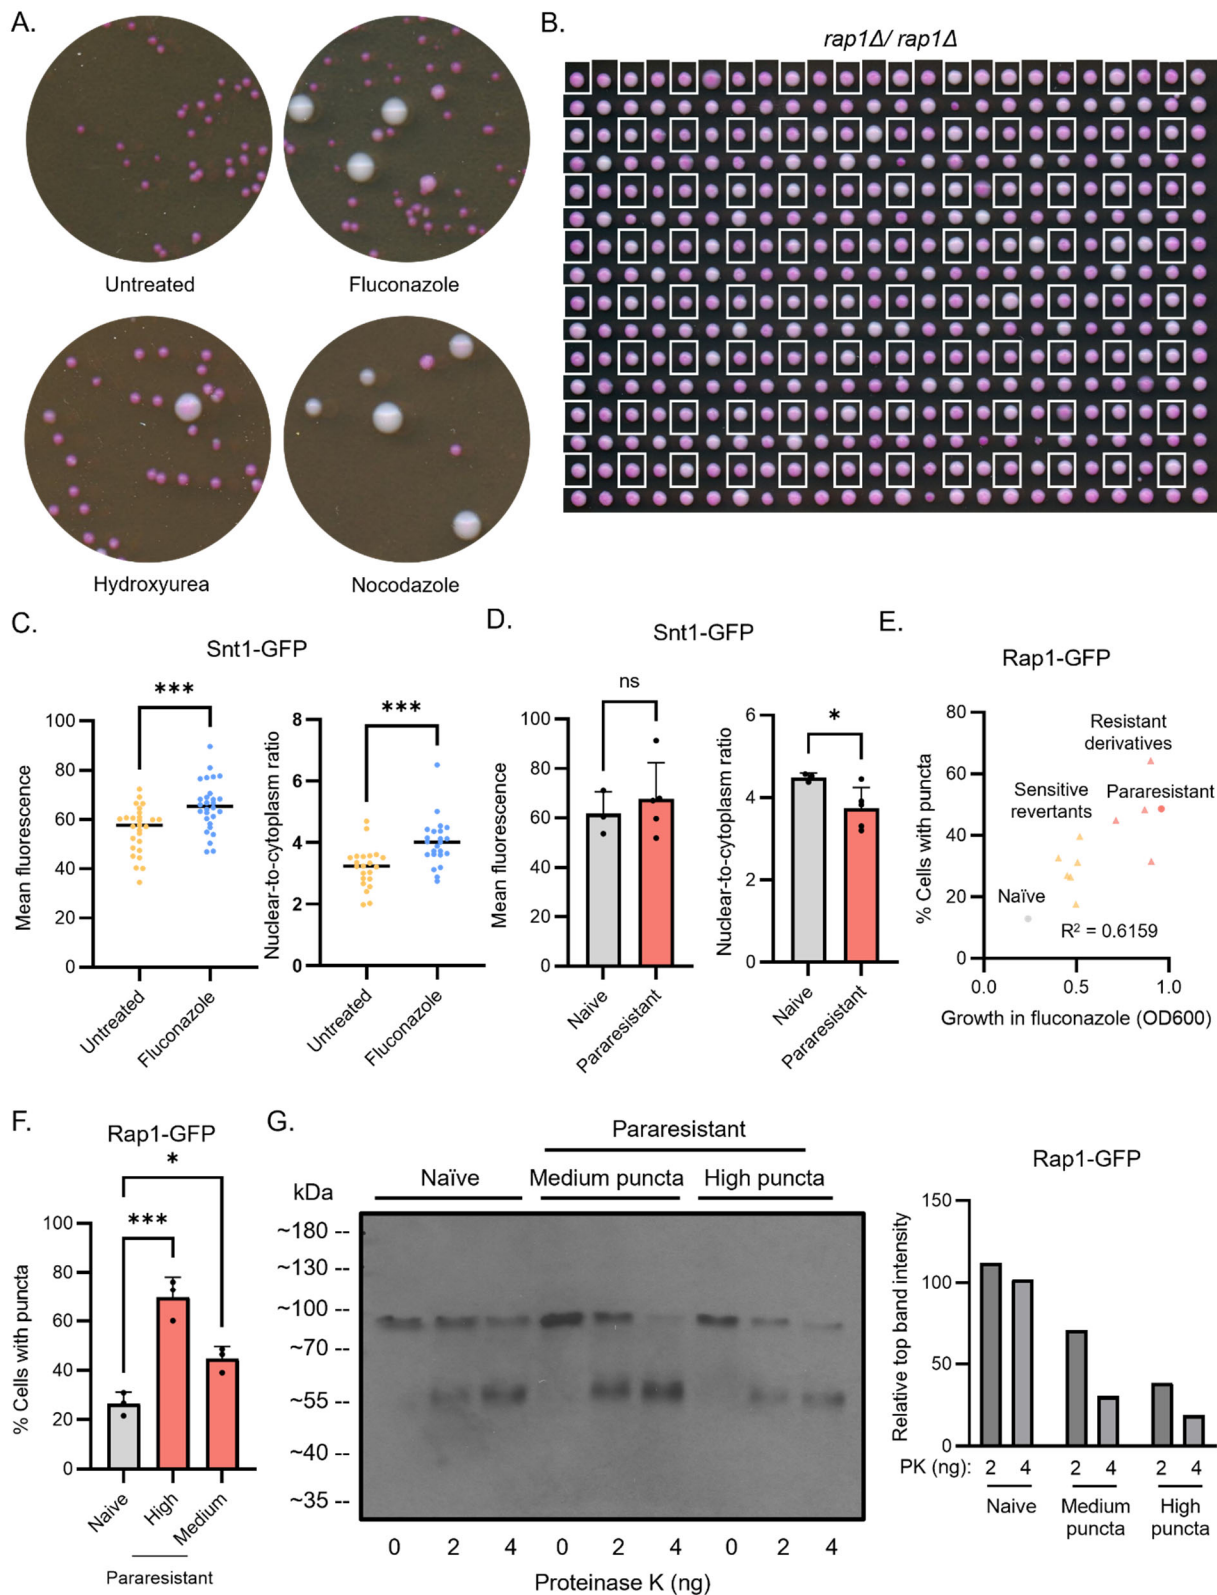 A.
Untreated
Fluconazole
Hydroxyurea
Nocodazole
B.
rap1Δ/ rap1Δ
C.
Snt1-GFP
***
Mean fluorescence
100
80
60
40
20
0
Untreated
Fluconazole
***
Nuclear-to-cytoplasm ratio
8
6
4
2
0
Untreated
Fluconazole
D.
Snt1-GFP
ns
Mean fluorescence
100
80
60
40
20
0
Naive
Pararesistant
*
Nuclear-to-cytoplasm ratio
6
4
2
0
Naive
Pararesistant
E.
Rap1-GFP
% Cells with puncta
80
60
40
20
0
Resistant
derivatives
Sensitive
revertants
Pararesistant
Naïve
R² = 0.6159
0.0
0.5
1.0
Growth in fluconazole (OD600)
F.
Rap1-GFP
*
***
% Cells with puncta
100
80
60
40
20
0
Naive
High
Medium
Pararesistant
G.
Pararesistant
Naïve
Medium puncta
High puncta
kDa
~180 --
~130 --
~100 --
~70 --
~55 --
~40 --
~35 --
0 2 4 0 2 4 0 2 4
Proteinase K (ng)
Rap1-GFP
Relative top band intensity
150
100
50
0
PK (ng): 2 4 2 4 2 4
Naive
Medium
puncta
High
puncta